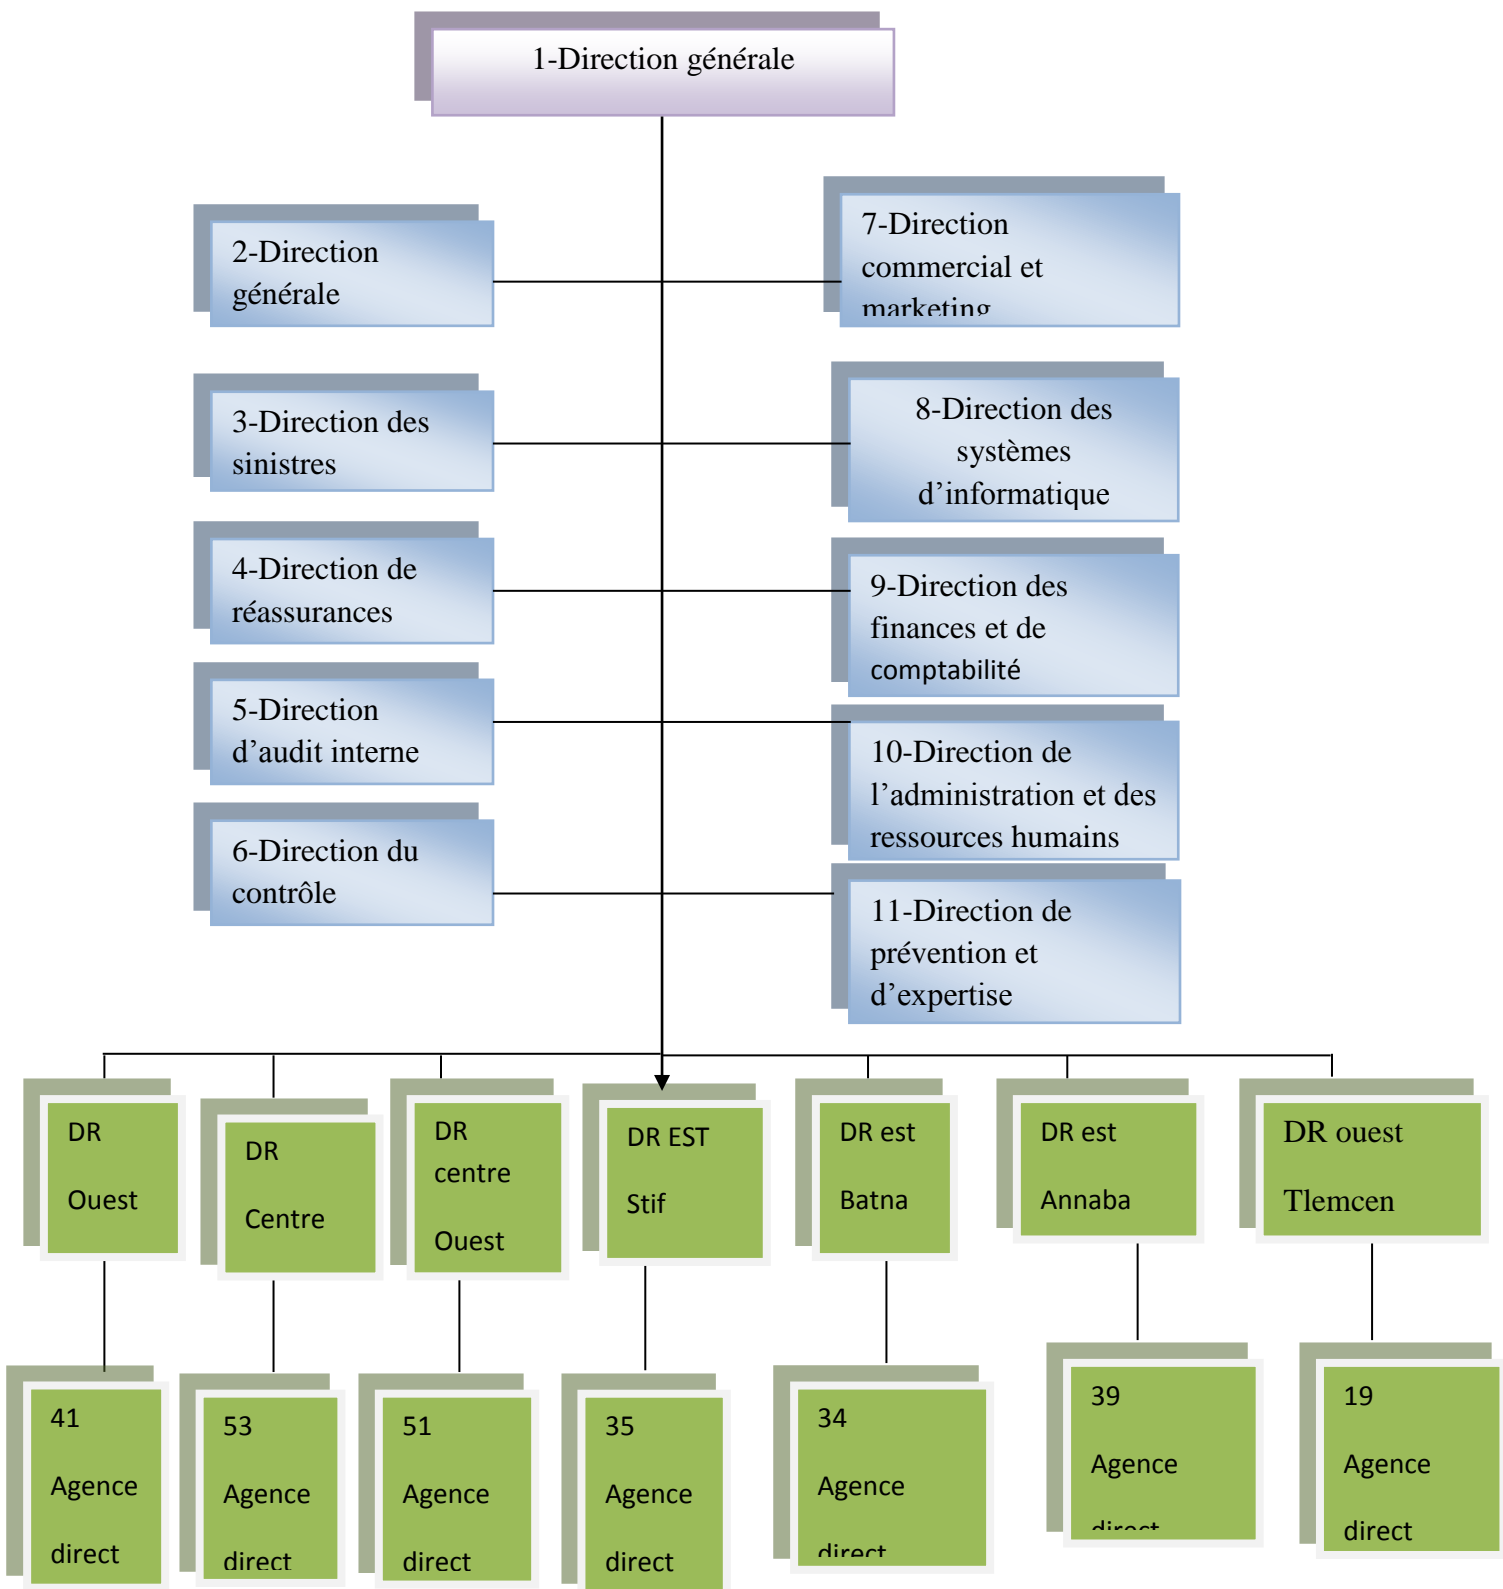 1-Direction générale
2-Direction
générale
7-Direction
commercial et
marketing
3-Direction des
sinistres
8-Direction des
systèmes
d’informatique
4-Direction de
réassurances
9-Direction des
finances et de
comptabilité
5-Direction
d’audit interne
10-Direction de
l’administration et des
ressources humains
6-Direction du
contrôle
11-Direction de
prévention et
d’expertise
DR
Ouest
DR
Centre
DR
centre
Ouest
DR EST
Stif
DR est
Batna
DR est
Annaba
DR ouest
Tlemcen
41
Agence
direct
53
Agence
direct
51
Agence
direct
35
Agence
direct
34
Agence
direct
39
Agence
direct
19
Agence
direct